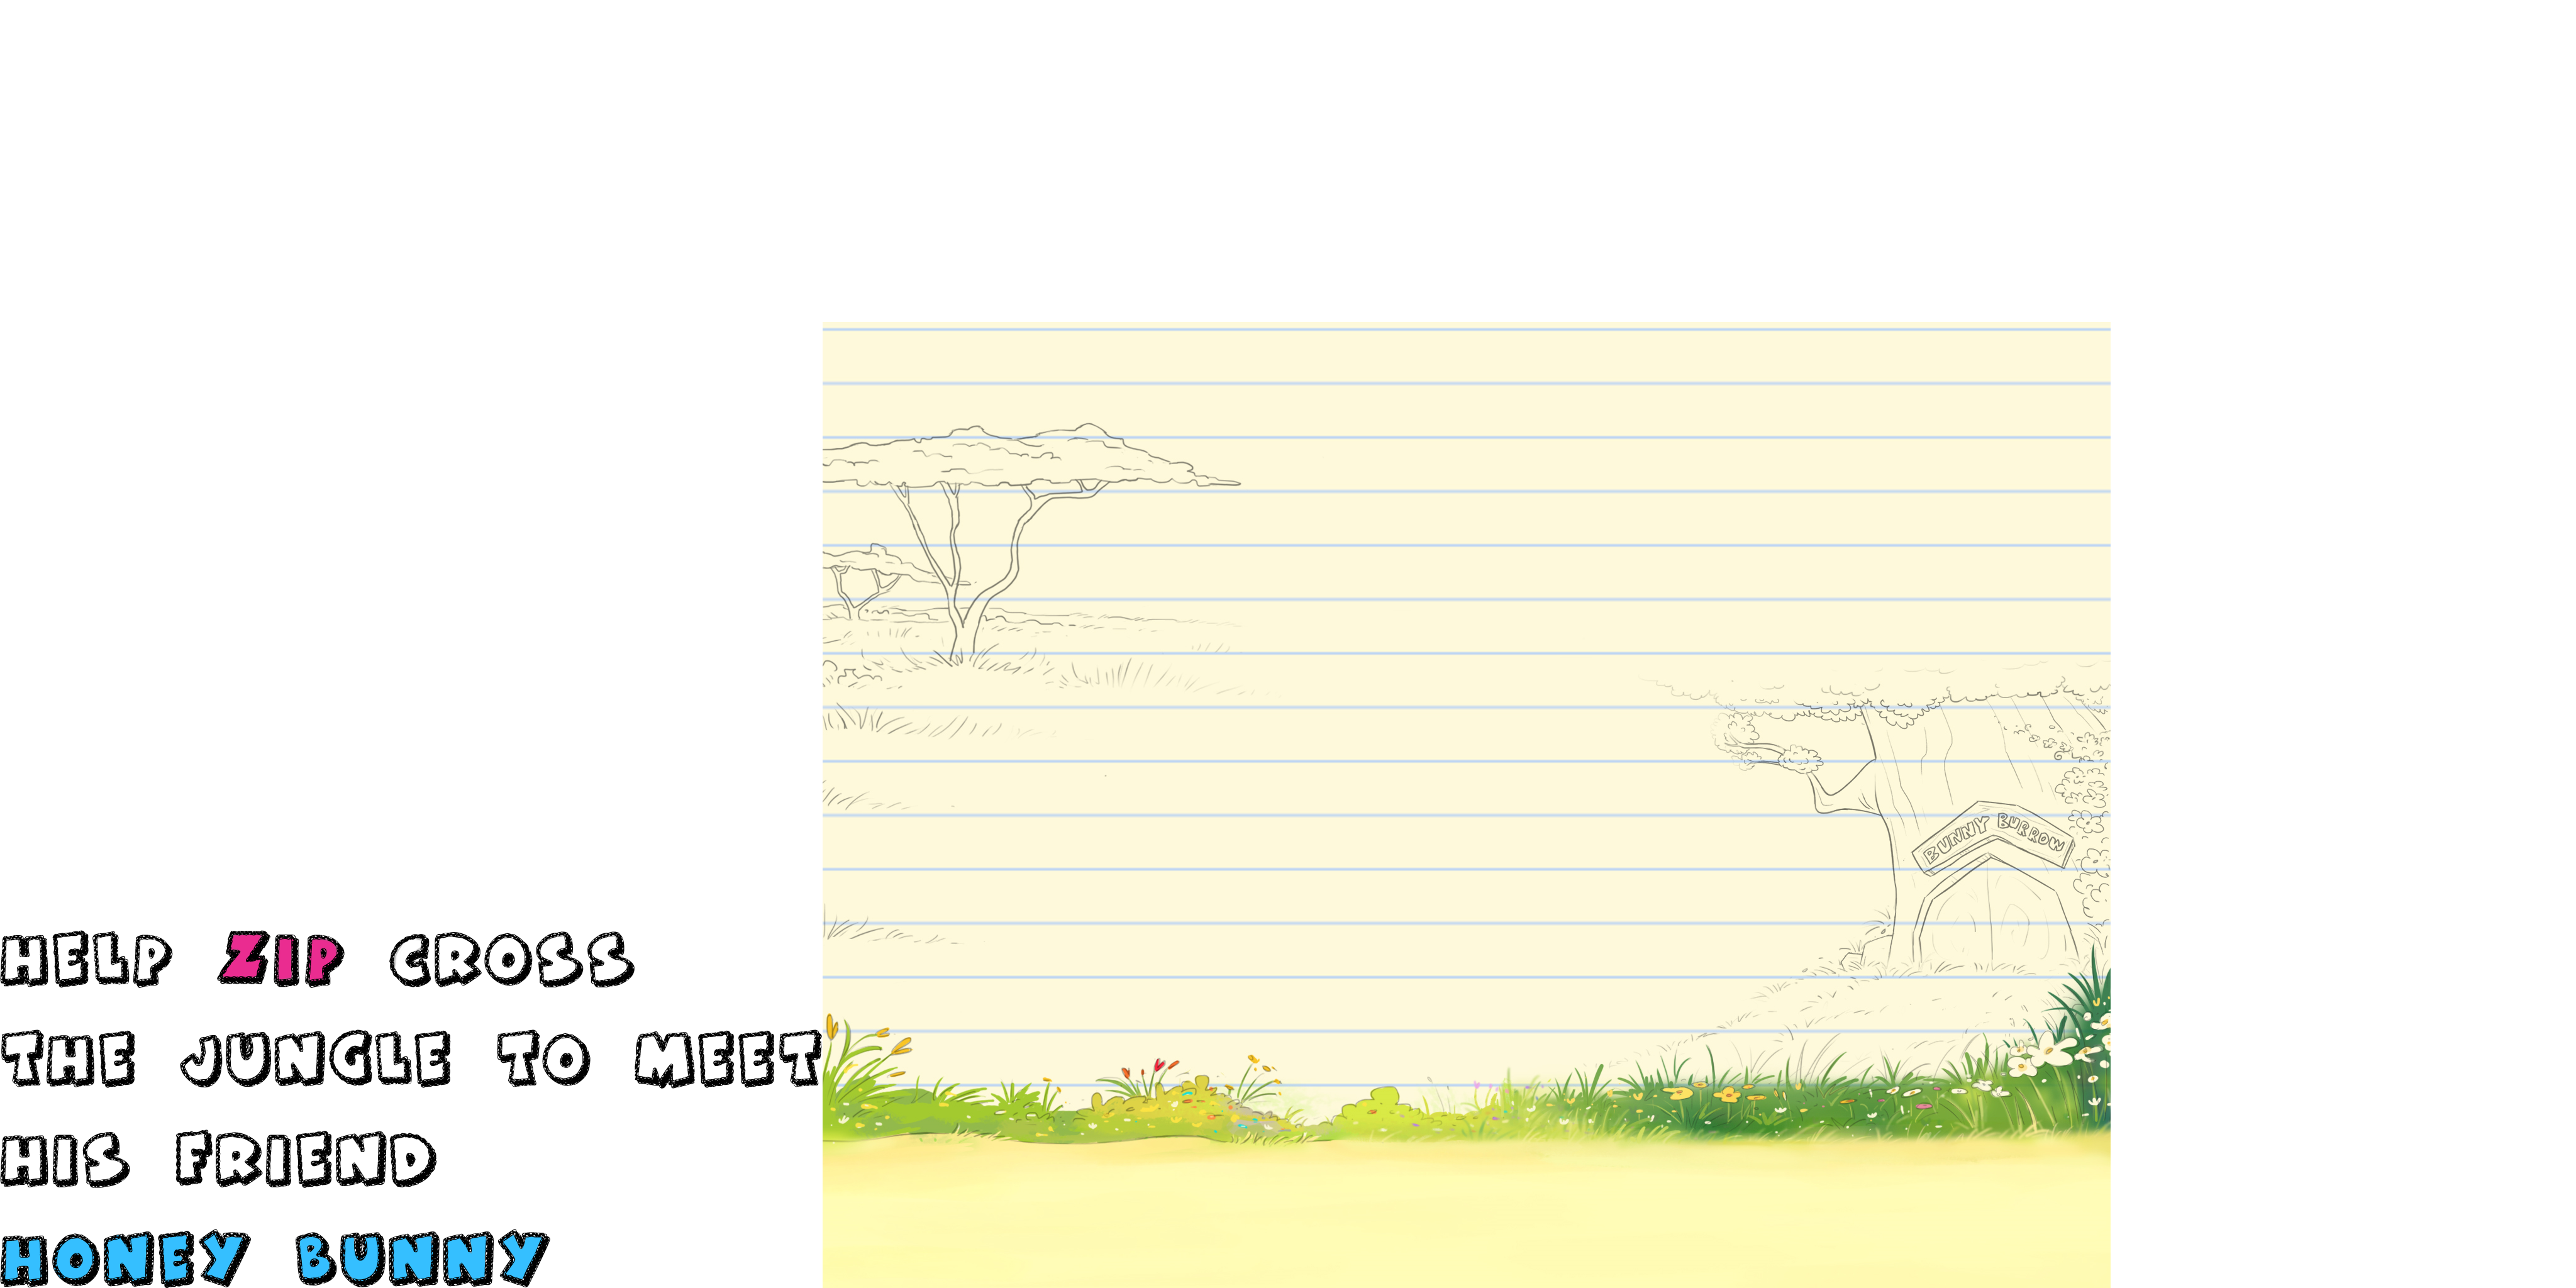 BUNNY BURROW
HELP ZIP CROSS
THE JUNGLE TO MEET
HIS FRIEND
HONEY BUNNY